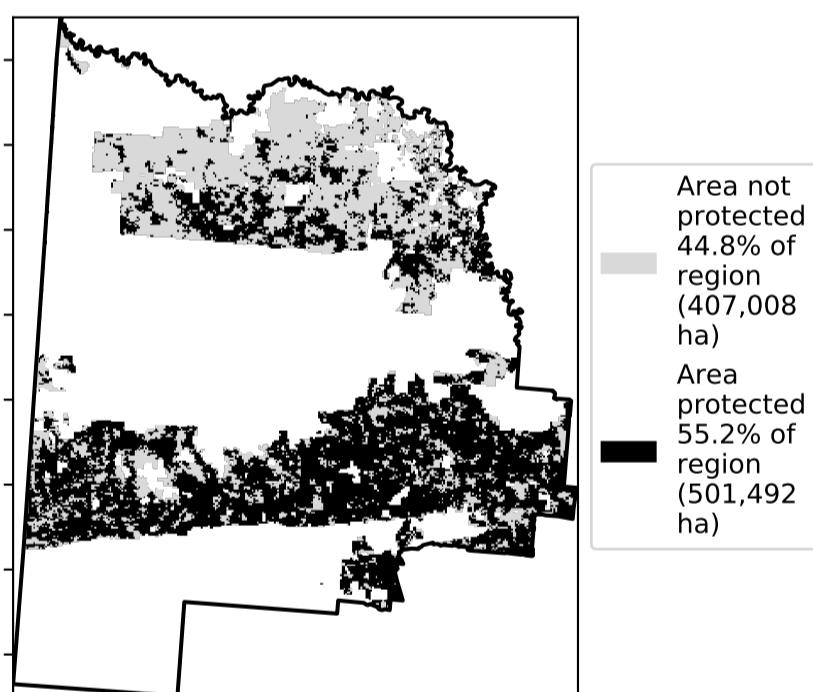 Area not
protected
44.8% of
region
(407,008
ha)
Area
protected
55.2% of
region
(501,492
ha)